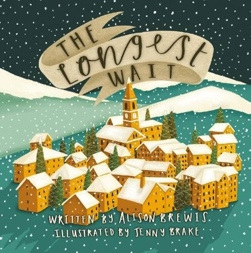 THE
Longest
WAIT
WRITTEN BY ALISON BREWIS.
ILLUSTRATED BY JENNY BRAKE.